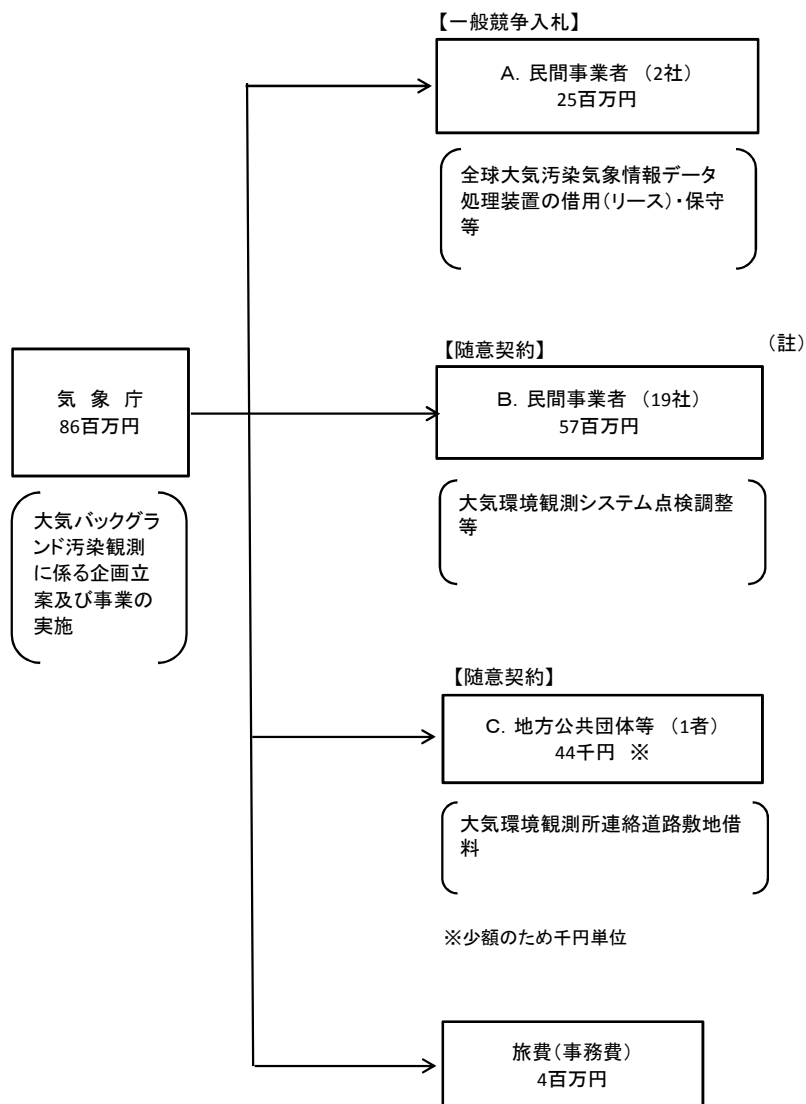 【一般競争入札】
A. 民間事業者 (2社)
25百万円
全球大気汚染気象情報データ
処理装置の借用(リース)・保守
等
(註)
【随意契約】
気 象 庁
86百万円
B. 民間事業者 (19社)
57百万円
大気バックグラ
ンド汚染観測
に係る企画立
案及び事業の
実施
大気環境観測システム点検調整
等
【随意契約】
C. 地方公共団体等 (1者)
44千円 ※
大気環境観測所連絡道路敷地借
料
※少額のため千円単位
旅費(事務費)
4百万円